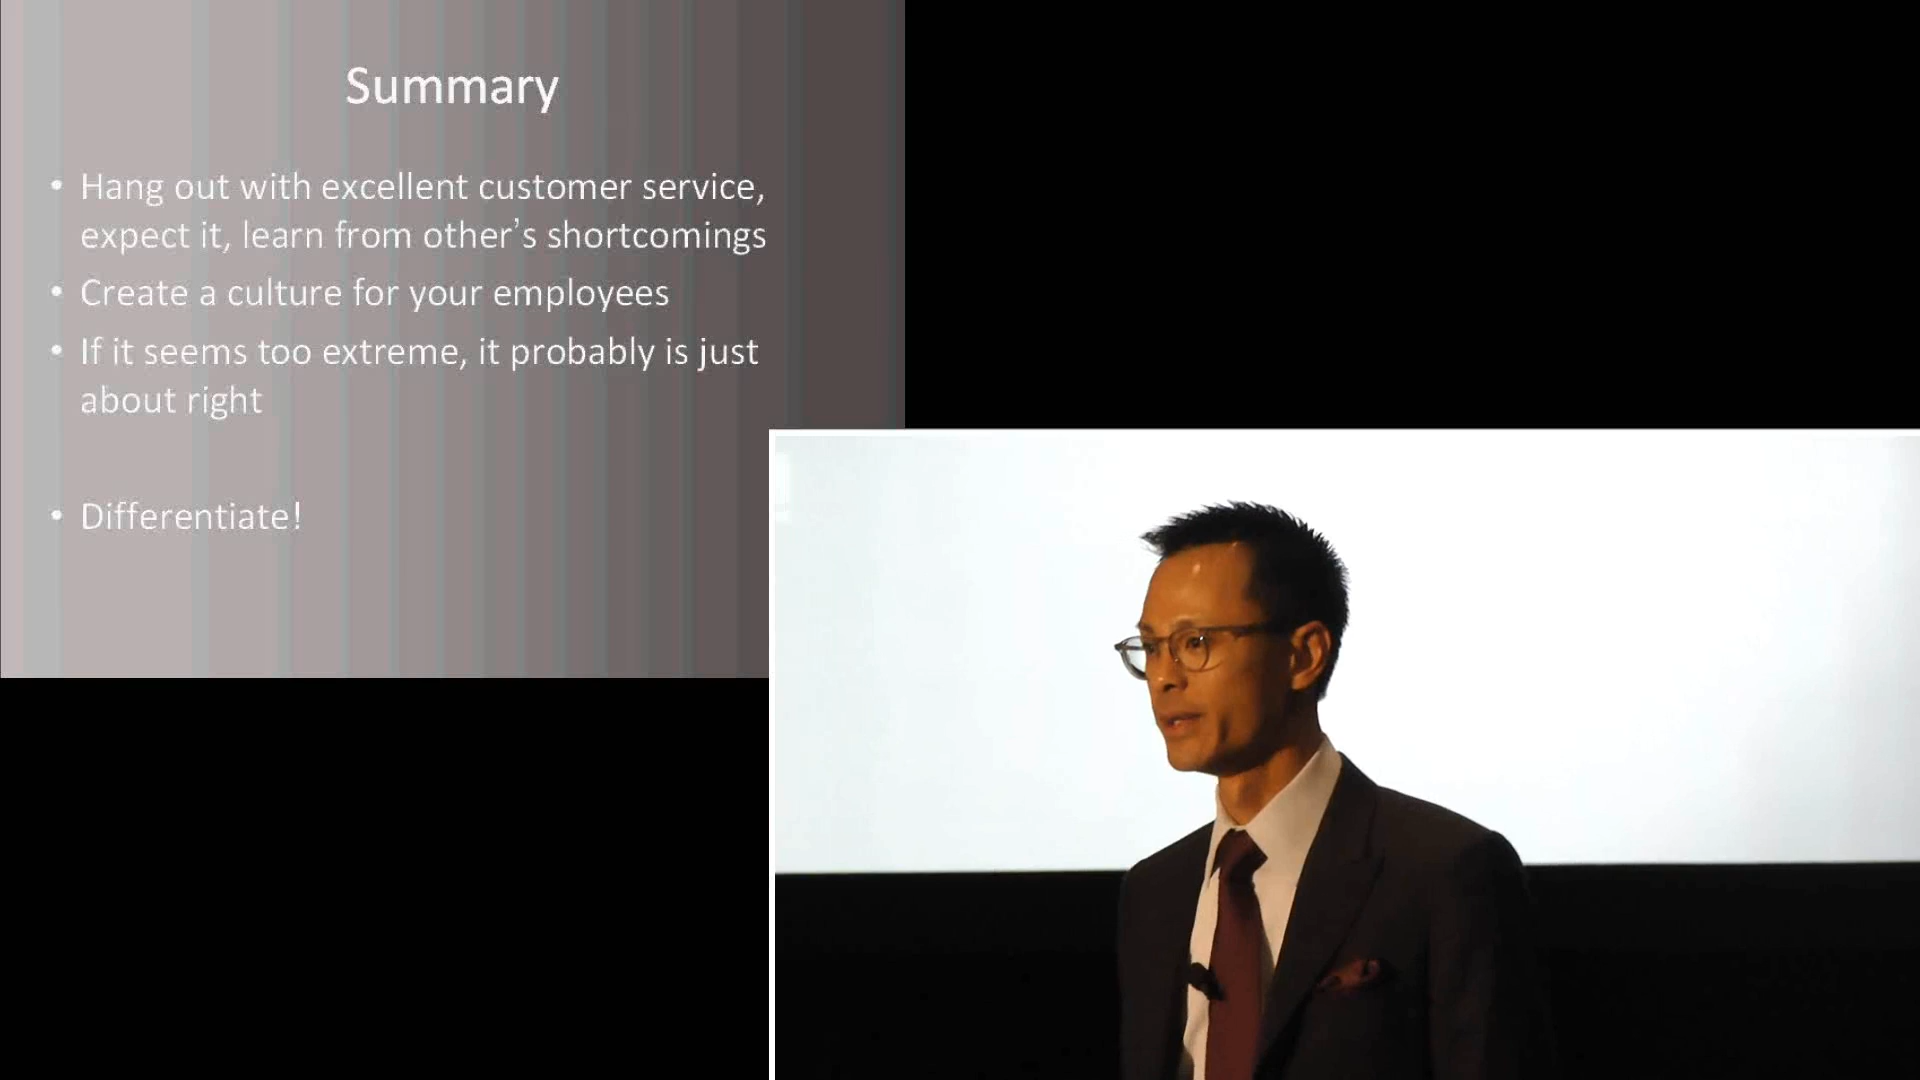 Summary
• Hang out with excellent customer service,
expect it, learn from other’s shortcomings
• Create a culture for your employees
• If it seems too extreme, it probably is just
about right
• Differentiate!